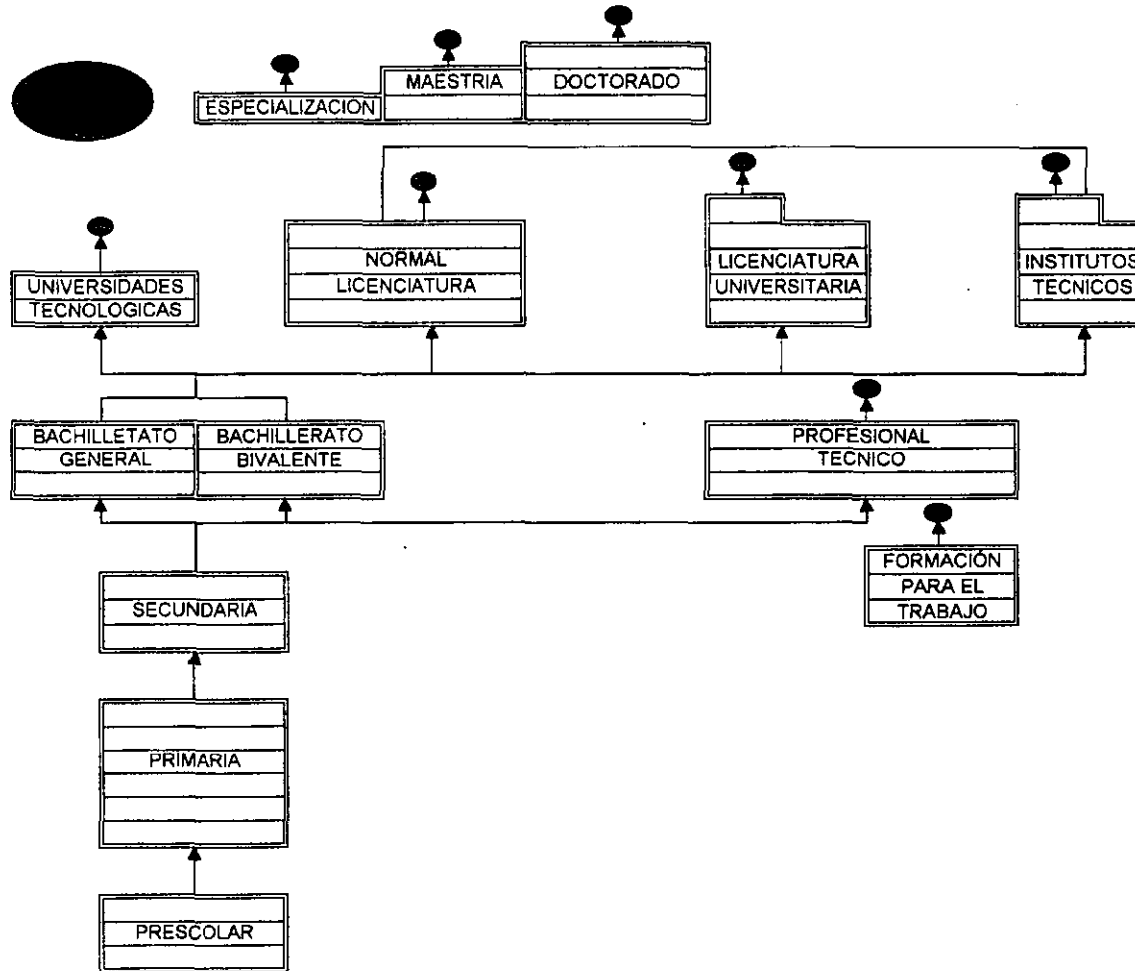 DOCTORADO
MAESTRIA
ESPECIALIZACIÓN
NORMAL
LICENCIATURA
LICENCIATURA
UNIVERSITARIA
INSTITUTOS
TECNICOS
UNIVERSIDADES
TECNOLOGICAS
BACHILLETATO
GENERAL
BACHILLERATO
BIVALENTE
PROFESIONAL
TECNICO
FORMACIÓN
PARA EL
TRABAJO
SECUNDARIA
PRIMARIA
PRESCOLAR